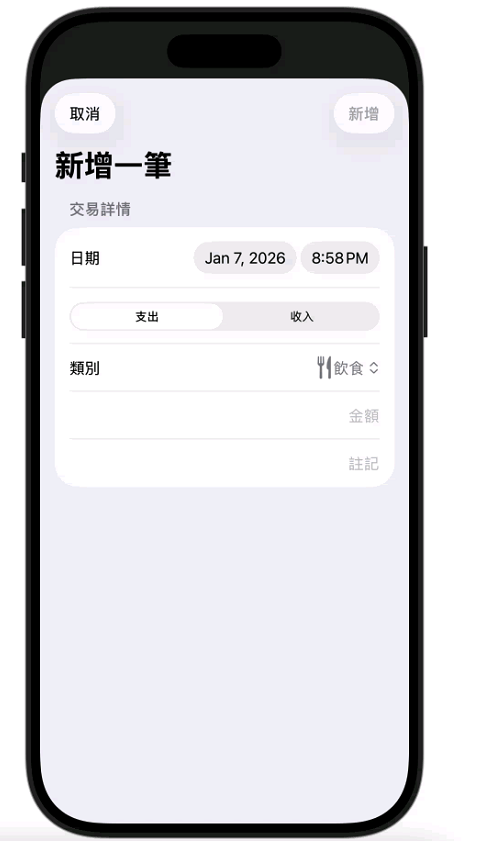 取消 新增
新增一筆
交易詳情
日期 Jan 7, 2026 8:58 PM
支出 收入
類別 飲食
金額
註記